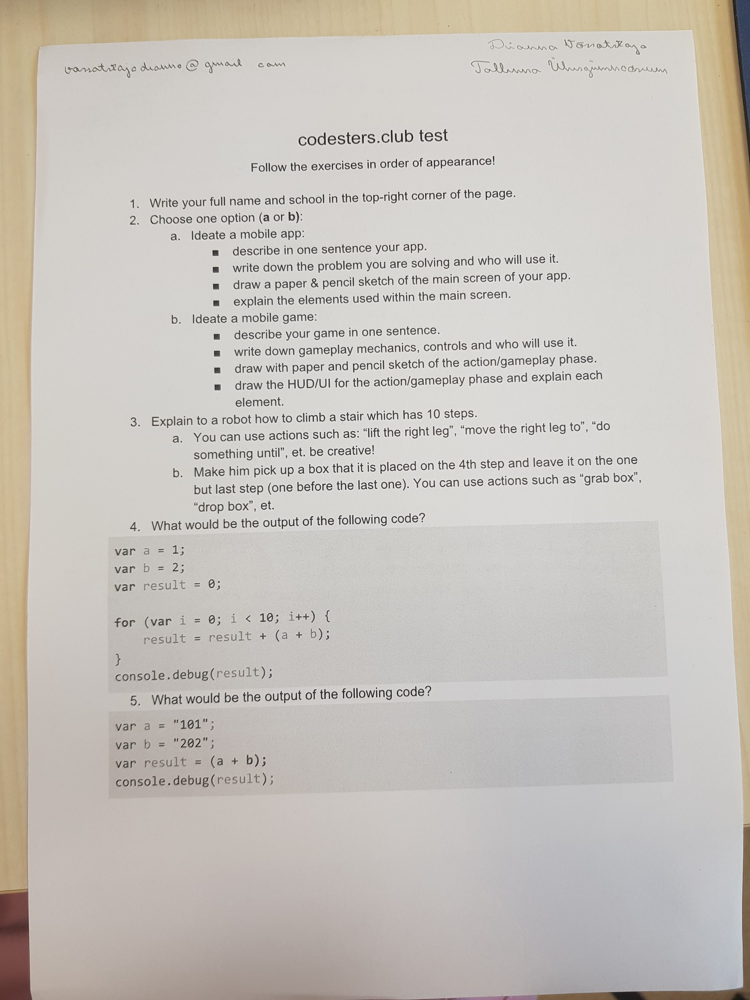 Dianna
vanatskajadianna@gmail com
Tallinna Ühisgümnaasium
codesters.club test
Follow the exercises in order of appearance!
1. Write your full name and school in the top-right corner of the page.
2. Choose one option (a or b):
a. Ideate a mobile app:
■ describe in one sentence your app.
■ write down the problem you are solving and who will use it.
■ draw a paper & pencil sketch of the main screen of your app.
■ explain the elements used within the main screen.
b. Ideate a mobile game:
■ describe your game in one sentence.
■ write down gameplay mechanics, controls and who will use it.
■ draw with paper and pencil sketch of the action/gameplay phase.
■ draw the HUD/UI for the action/gameplay phase and explain each
element.
3. Explain to a robot how to climb a stair which has 10 steps.
a. You can use actions such as: “lift the right leg”, “move the right leg to”, “do
something until”, et. be creative!
b. Make him pick up a box that it is placed on the 4th step and leave it on the one
but last step (one before the last one). You can use actions such as “grab box”,
“drop box”, et.
4. What would be the output of the following code?
var a = 1;
var b = 2;
var result = 0;
for (var i = 0; i < 10; i++) {
result = result + (a + b);
}
console.debug(result);
5. What would be the output of the following code?
var a = "101";
var b = "202";
var result = (a + b);
console.debug(result);